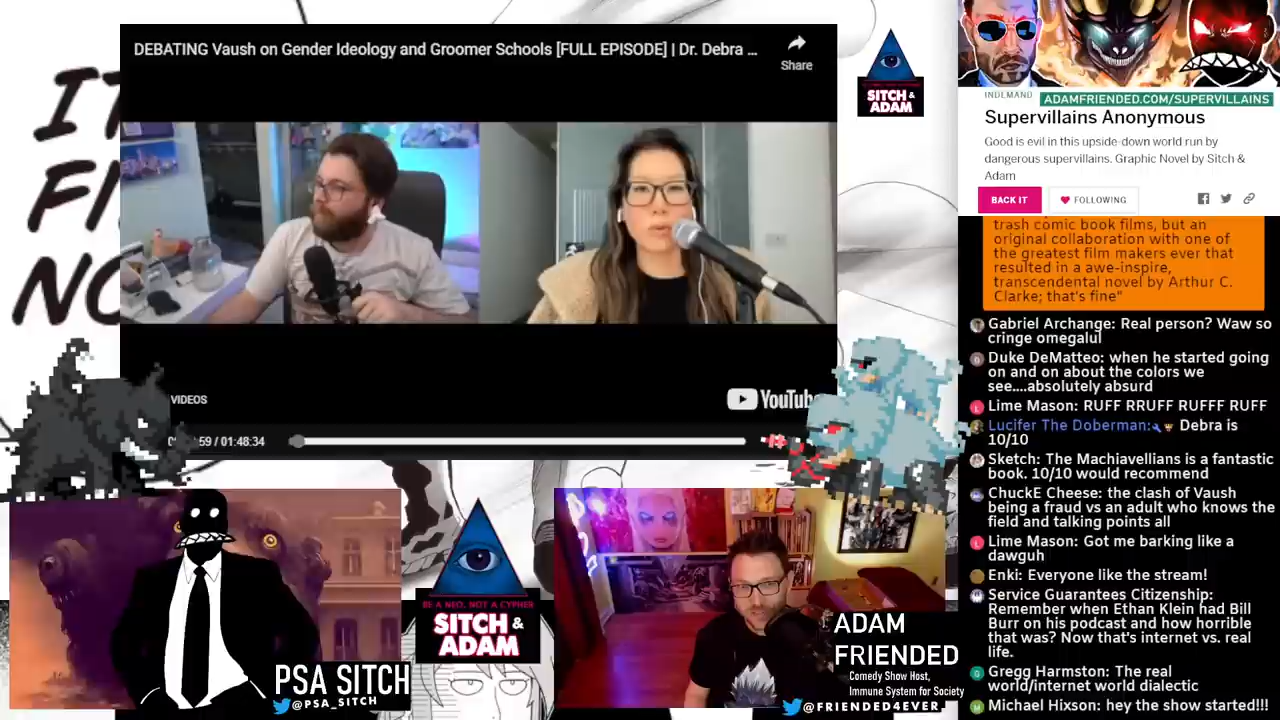 DEBATING Vaush on Gender Ideology and Groomer Schools [FULL EPISODE] | Dr. Debra ...
Share
VIDEOS
YouTube
59 / 01:48:34
SITCH &
ADAM
INDEMAND
ADAMFRIENDED.COM/SUPERVILLAINS
Supervillains Anonymous
Good is evil in this upside-down world run by
dangerous supervillains. Graphic Novel by Sitch &
Adam
BACK IT
FOLLOWING
trash comic book films, but an
original collaboration with one of
the greatest film makers ever that
resulted in a awe-inspire,
transcendental novel by Arthur C.
Clarke; that's fine"
Gabriel Archange: Real person? Waw so
cringe omegalul
Duke DeMatteo: when he started going
on and on about the colors we
see....absolutely absurd
Lime Mason: RUFF RRUFF RUFFF RUFF
Lucifer The Doberman: Debra is
10/10
Sketch: The Machiavellians is a fantastic
book. 10/10 would recommend
ChuckE Cheese: the clash of Vaush
being a fraud vs an adult who knows the
field and talking points all
Lime Mason: Got me barking like a
dawguh
Enki: Everyone like the stream!
Service Guarantees Citizenship:
Remember when Ethan Klein had Bill
Burr on his podcast and how horrible
that was? Now that's internet vs. real
life.
Gregg Harmston: The real
world/internet world dialectic
Michael Hixson: hey the show started!!!
PSA SITCH
@PSA_SITCH
BE A NEO, NOT A CYPHER
SITCH &
ADAM
ADAM
FRIENDED
Comedy Show Host,
Immune System for Society
@FRIENDED4EVER